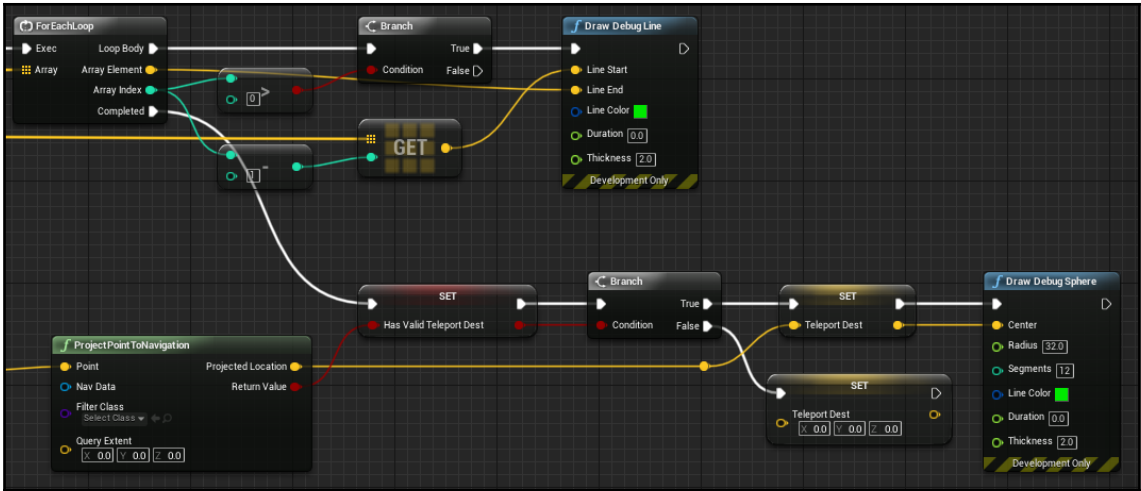 ForEachLoop
Exec Loop Body
Array Array Element
Array Index
Completed
>
0
-
1
Branch
True
Condition False
GET
Draw Debug Line
Line Start
Line End
Line Color
Duration 0.0
Thickness 2.0
Development Only
SET
Has Valid Teleport Dest
Branch
True
Condition False
SET
Teleport Dest
SET
Teleport Dest
X 0.0 Y 0.0 Z 0.0
Draw Debug Sphere
Center
Radius 32.0
Segments 12
Line Color
Duration 0.0
Thickness 2.0
Development Only
ProjectPointToNavigation
Point Projected Location
Nav Data Return Value
Filter Class
Select Class
Query Extent
X 0.0 Y 0.0 Z 0.0